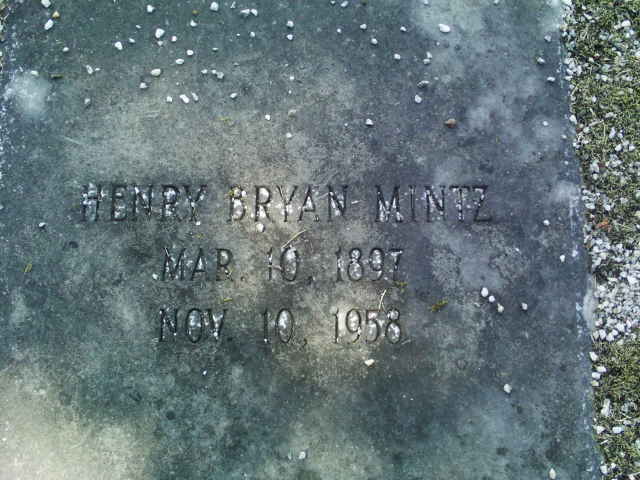 HENRY BRYAN MINTZ
MAR. 10, 1897
NOV. 10, 1958